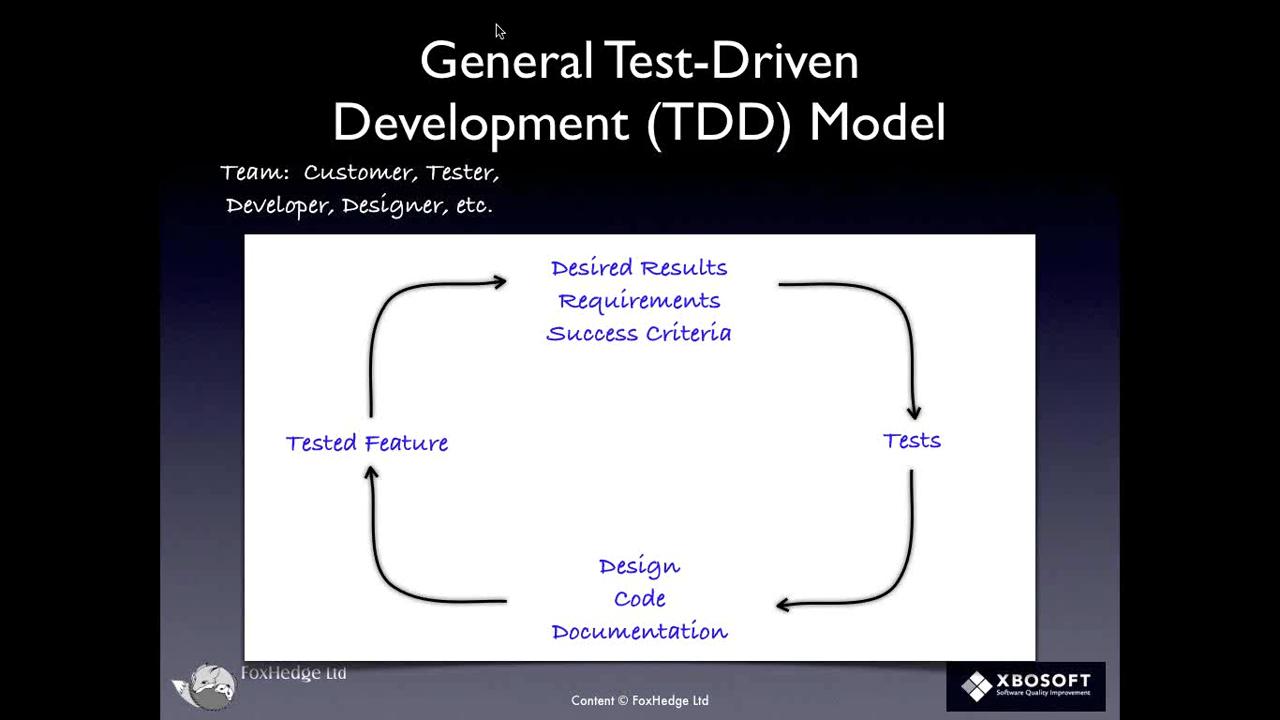 General Test-Driven
Development (TDD) Model
Team: Customer, Tester,
Developer, Designer, etc.
Desired Results
Requirements
Success Criteria
Tested Feature
Tests
Design
Code
Documentation
FoxHedge Ltd
Content © FoxHedge Ltd
XBOSOFT
Software Quality Improvement